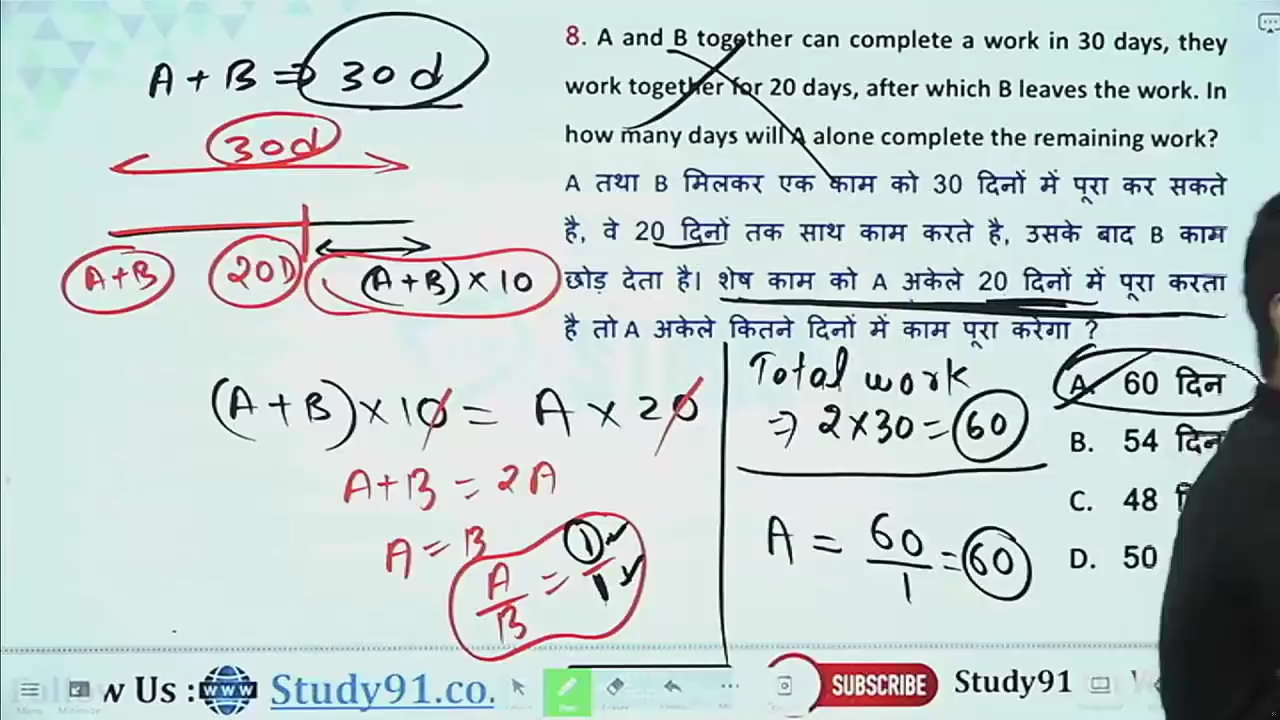 A + B ⇒ 30 d
30d
A+B
20D
(A+B) × 10
(A+B) × 10 = A × 20
A+B = 2A
A = B
A/B = 1/1
8. A and B together can complete a work in 30 days, they
work together for 20 days, after which B leaves the work. In
how many days will A alone complete the remaining work?
A तथा B मिलकर एक काम को 30 दिनों में पूरा कर सकते
है, वे 20 दिनों तक साथ काम करते है, उसके बाद B काम
छोड़ देता है। शेष काम को A अकेले 20 दिनों में पूरा करता
है तो A अकेले कितने दिनों में काम पूरा करेगा ?
Total work
⇒ 2×30 = 60
A = 60/1 = 60
A. 60 दिन
B. 54 दिन
C. 48
D. 50
w Us : www Study91.co.
SUBSCRIBE Study91